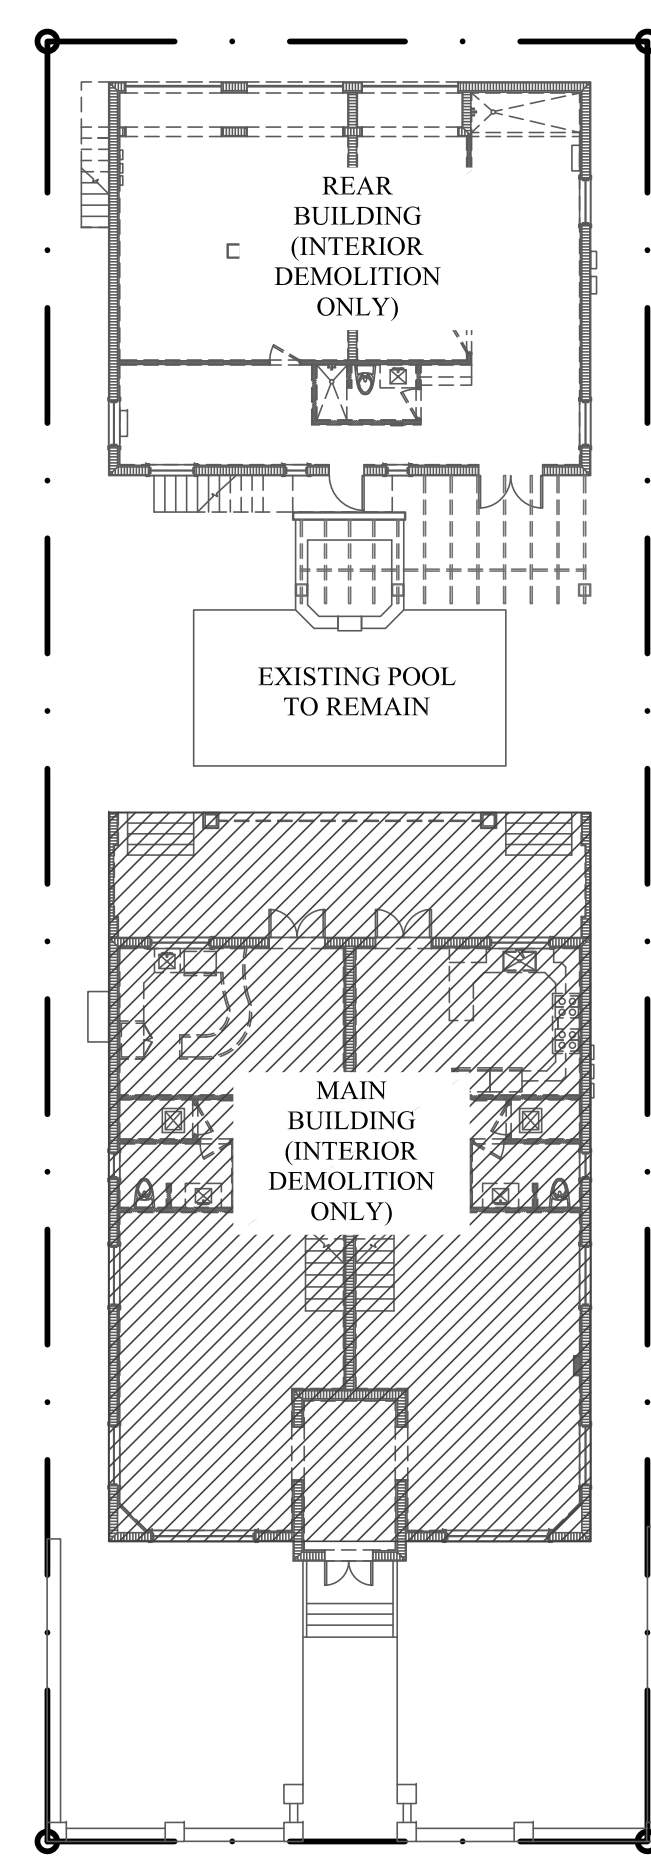 REAR
BUILDING
(INTERIOR
DEMOLITION
ONLY)
EXISTING POOL
TO REMAIN
MAIN
BUILDING
(INTERIOR
DEMOLITION
ONLY)